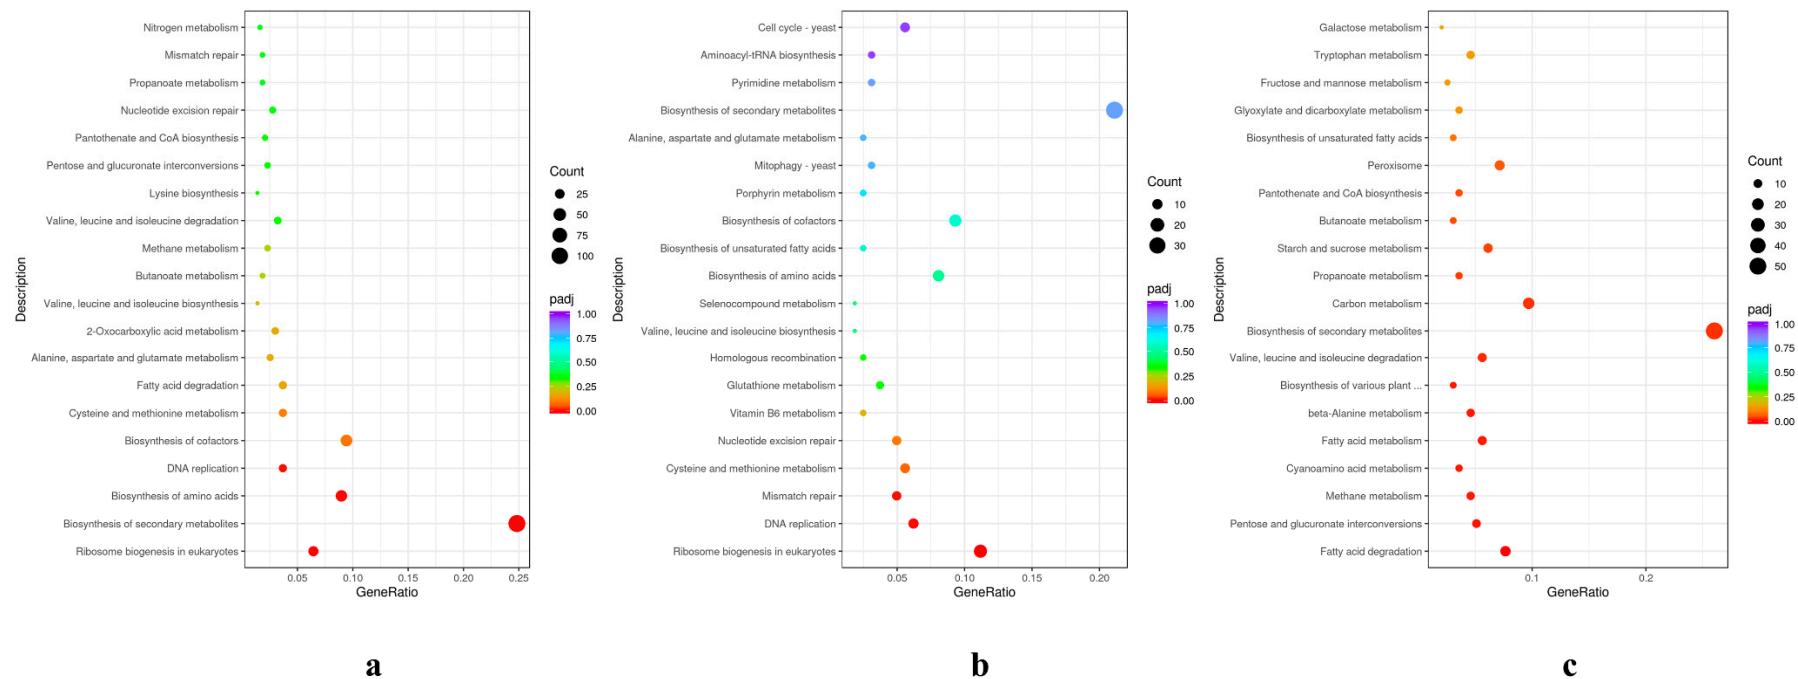 Description
Nitrogen metabolism
Mismatch repair
Propanoate metabolism
Nucleotide excision repair
Pantothenate and CoA biosynthesis
Pentose and glucuronate interconversions
Lysine biosynthesis
Valine, leucine and isoleucine degradation
Methane metabolism
Butanoate metabolism
Valine, leucine and isoleucine biosynthesis
2-Oxocarboxylic acid metabolism
Alanine, aspartate and glutamate metabolism
Fatty acid degradation
Cysteine and methionine metabolism
Biosynthesis of cofactors
DNA replication
Biosynthesis of amino acids
Biosynthesis of secondary metabolites
Ribosome biogenesis in eukaryotes
0.05 0.10 0.15 0.20 0.25
GeneRatio
Count
25
50
75
100
padj
1.00
0.75
0.50
0.25
0.00
a
Description
Cell cycle - yeast
Aminoacyl-tRNA biosynthesis
Pyrimidine metabolism
Biosynthesis of secondary metabolites
Alanine, aspartate and glutamate metabolism
Mitophagy - yeast
Porphyrin metabolism
Biosynthesis of cofactors
Biosynthesis of unsaturated fatty acids
Biosynthesis of amino acids
Selenocompound metabolism
Valine, leucine and isoleucine biosynthesis
Homologous recombination
Glutathione metabolism
Vitamin B6 metabolism
Nucleotide excision repair
Cysteine and methionine metabolism
Mismatch repair
DNA replication
Ribosome biogenesis in eukaryotes
0.05 0.10 0.15 0.20
GeneRatio
Count
10
20
30
padj
1.00
0.75
0.50
0.25
0.00
b
Description
Galactose metabolism
Tryptophan metabolism
Fructose and mannose metabolism
Glyoxylate and dicarboxylate metabolism
Biosynthesis of unsaturated fatty acids
Peroxisome
Pantothenate and CoA biosynthesis
Butanoate metabolism
Starch and sucrose metabolism
Propanoate metabolism
Carbon metabolism
Biosynthesis of secondary metabolites
Valine, leucine and isoleucine degradation
Biosynthesis of various plant ...
beta-Alanine metabolism
Fatty acid metabolism
Cyanoamino acid metabolism
Methane metabolism
Pentose and glucuronate interconversions
Fatty acid degradation
0.1 0.2
GeneRatio
Count
10
20
30
40
50
padj
1.00
0.75
0.50
0.25
0.00
c